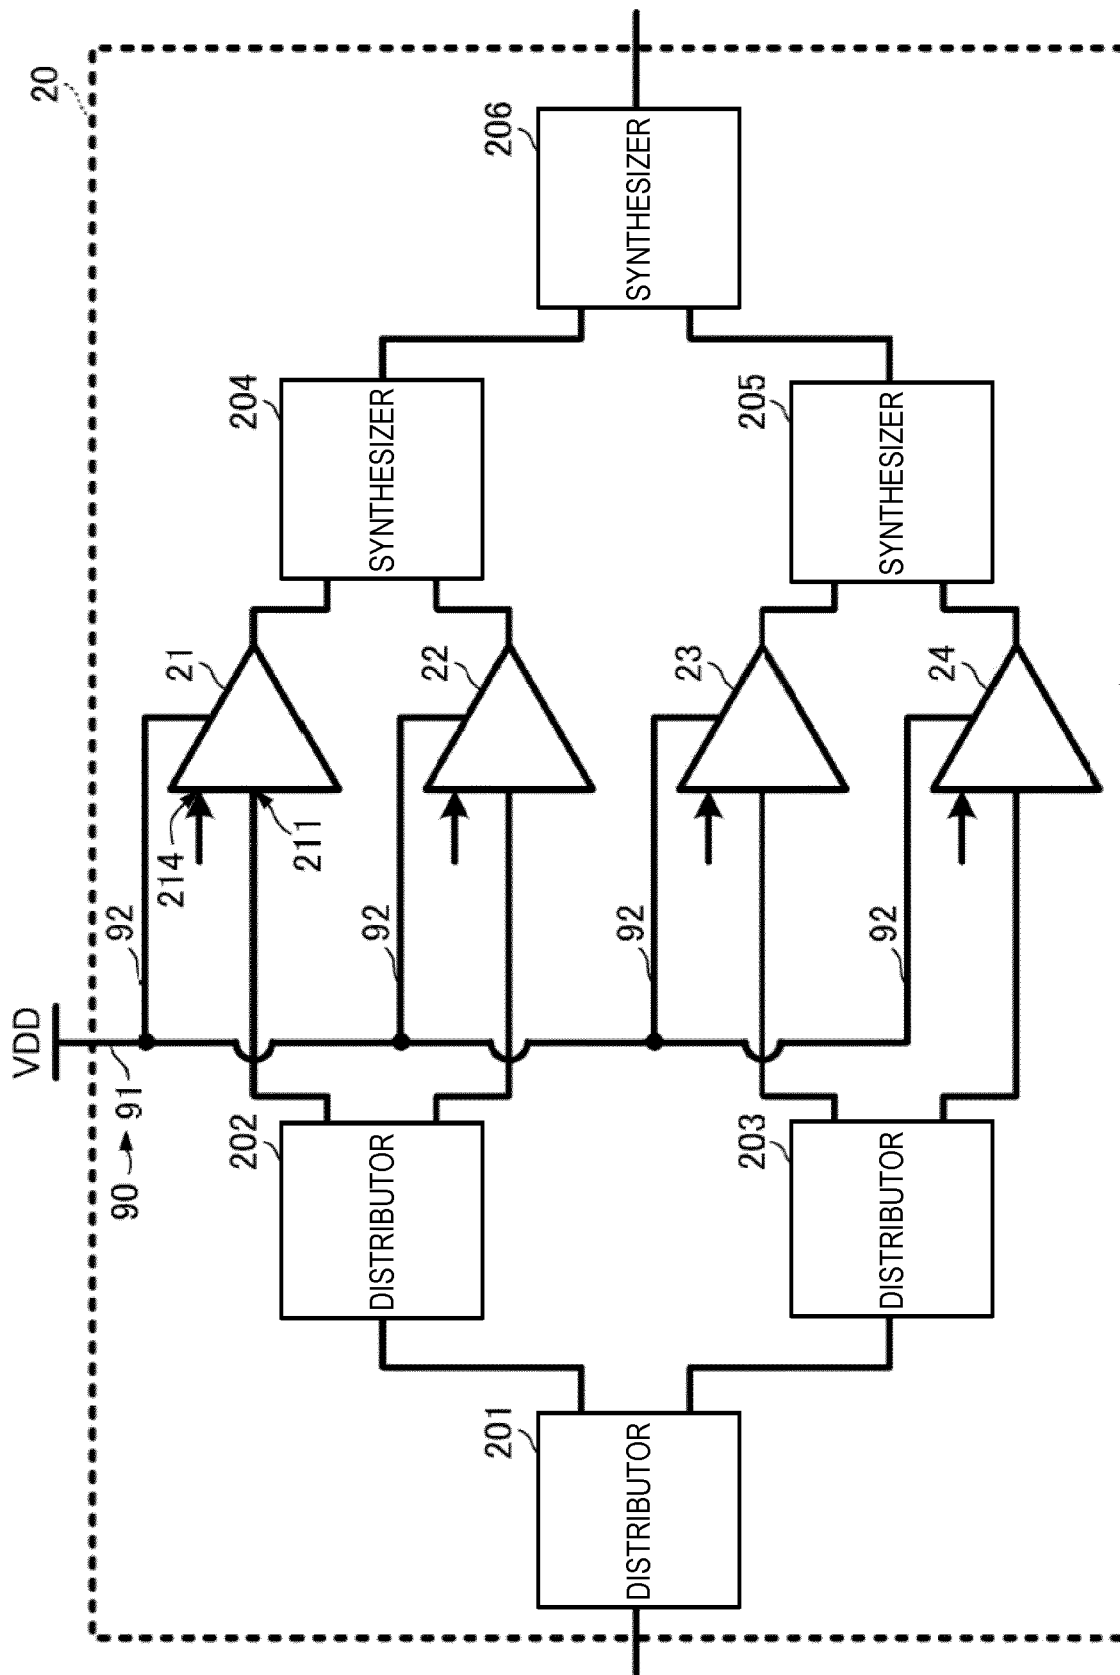 20
VDD
90
91
92
92
92
92
214
211
21
22
23
24
201
DISTRIBUTOR
202
DISTRIBUTOR
203
DISTRIBUTOR
204
SYNTHESIZER
205
SYNTHESIZER
206
SYNTHESIZER